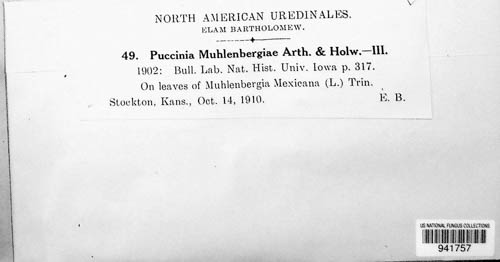 NORTH AMERICAN UREDINALES.
ELAM BARTHOLOMEW.
49. Puccinia Muhlenbergiae Arth. & Holw.—III.
1902: Bull. Lab. Nat. Hist. Univ. Iowa p. 317.
On leaves of Muhlenbergia Mexicana (L.) Trin.
Stockton, Kans., Oct. 14, 1910. E. B.
US NATIONAL FUNGUS COLLECTIONS
941757